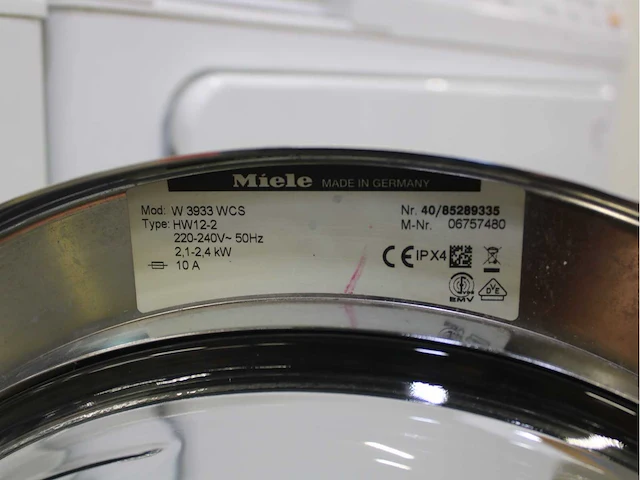 Miele MADE IN GERMANY
Mod: W 3933 WCS
Type: HW12-2
220-240V~ 50Hz
2,1-2,4 kW
10 A
Nr. 40/85289335
M-Nr. 06757480
CE IPX4
EMV DVE